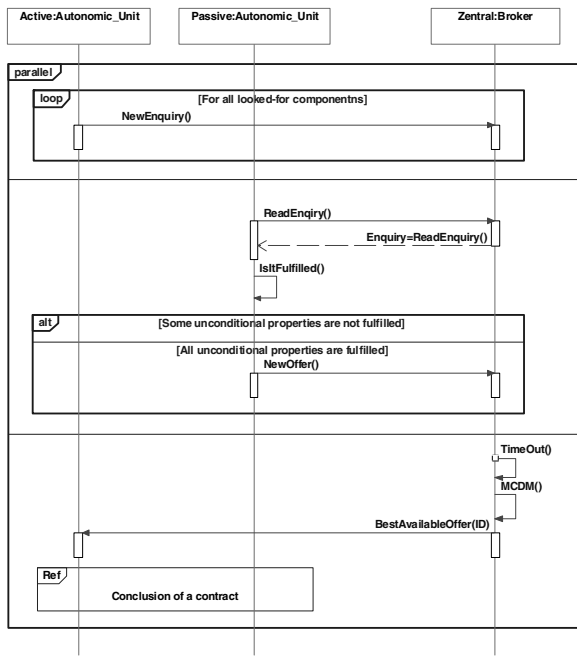 Active:Autonomic_Unit
Passive:Autonomic_Unit
Zentral:Broker
parallel
loop
[For all looked-for componentns]
NewEnquiry()
ReadEnqiry()
Enquiry=ReadEnquiry()
IsItFulfilled()
alt
[Some unconditional properties are not fulfilled]
[All unconditional properties are fulfilled]
NewOffer()
TimeOut()
MCDM()
BestAvailableOffer(ID)
Ref
Conclusion of a contract